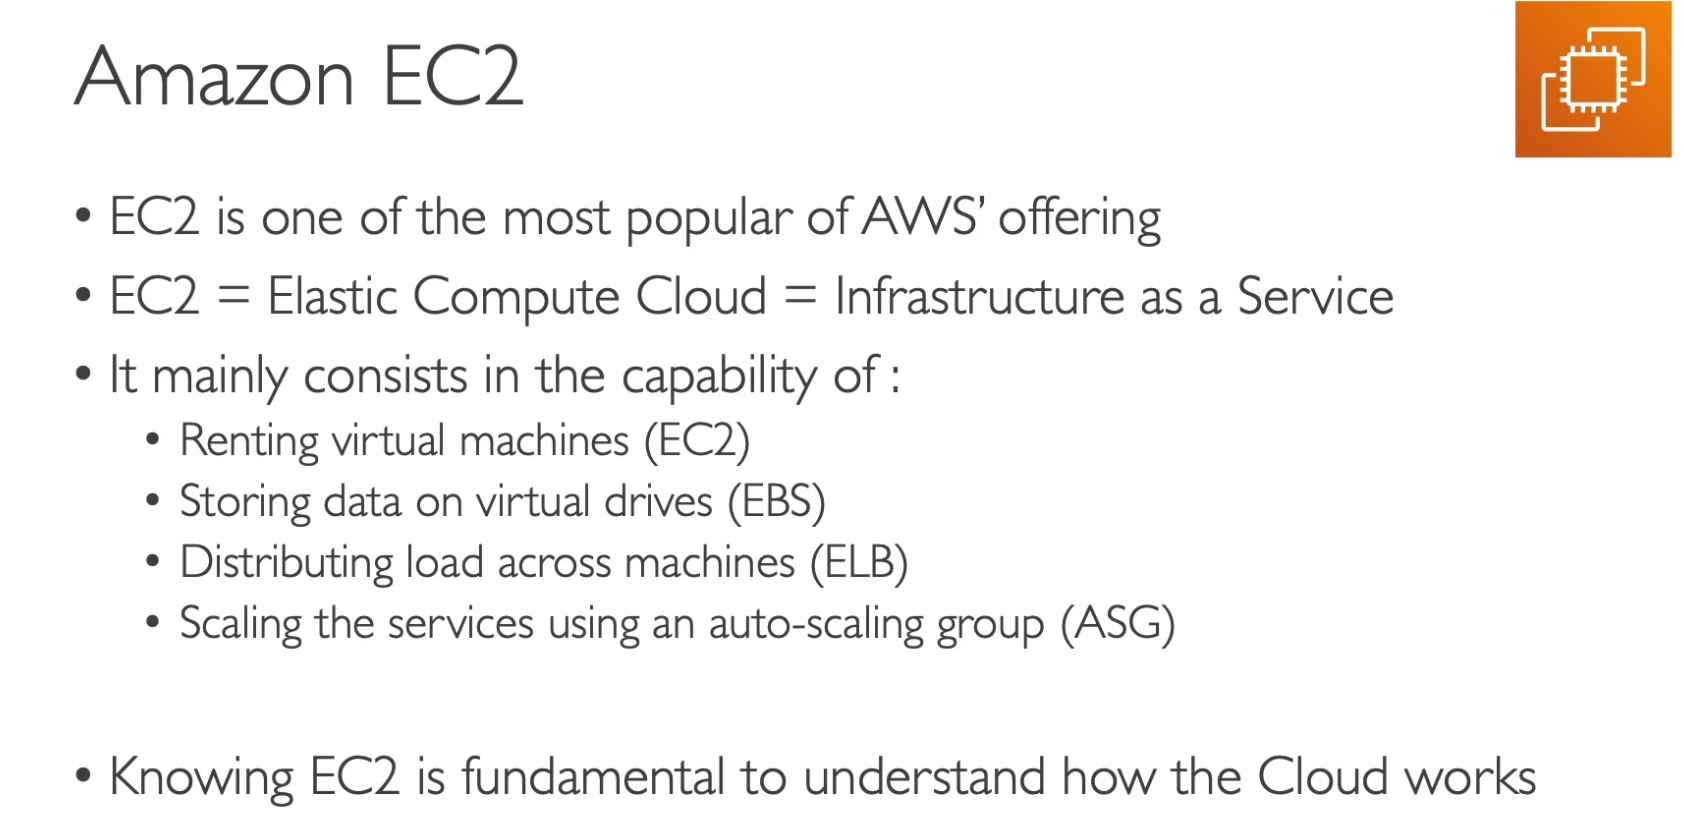 Amazon EC2
• EC2 is one of the most popular of AWS’ offering
• EC2 = Elastic Compute Cloud = Infrastructure as a Service
• It mainly consists in the capability of :
• Renting virtual machines (EC2)
• Storing data on virtual drives (EBS)
• Distributing load across machines (ELB)
• Scaling the services using an auto-scaling group (ASG)
• Knowing EC2 is fundamental to understand how the Cloud works